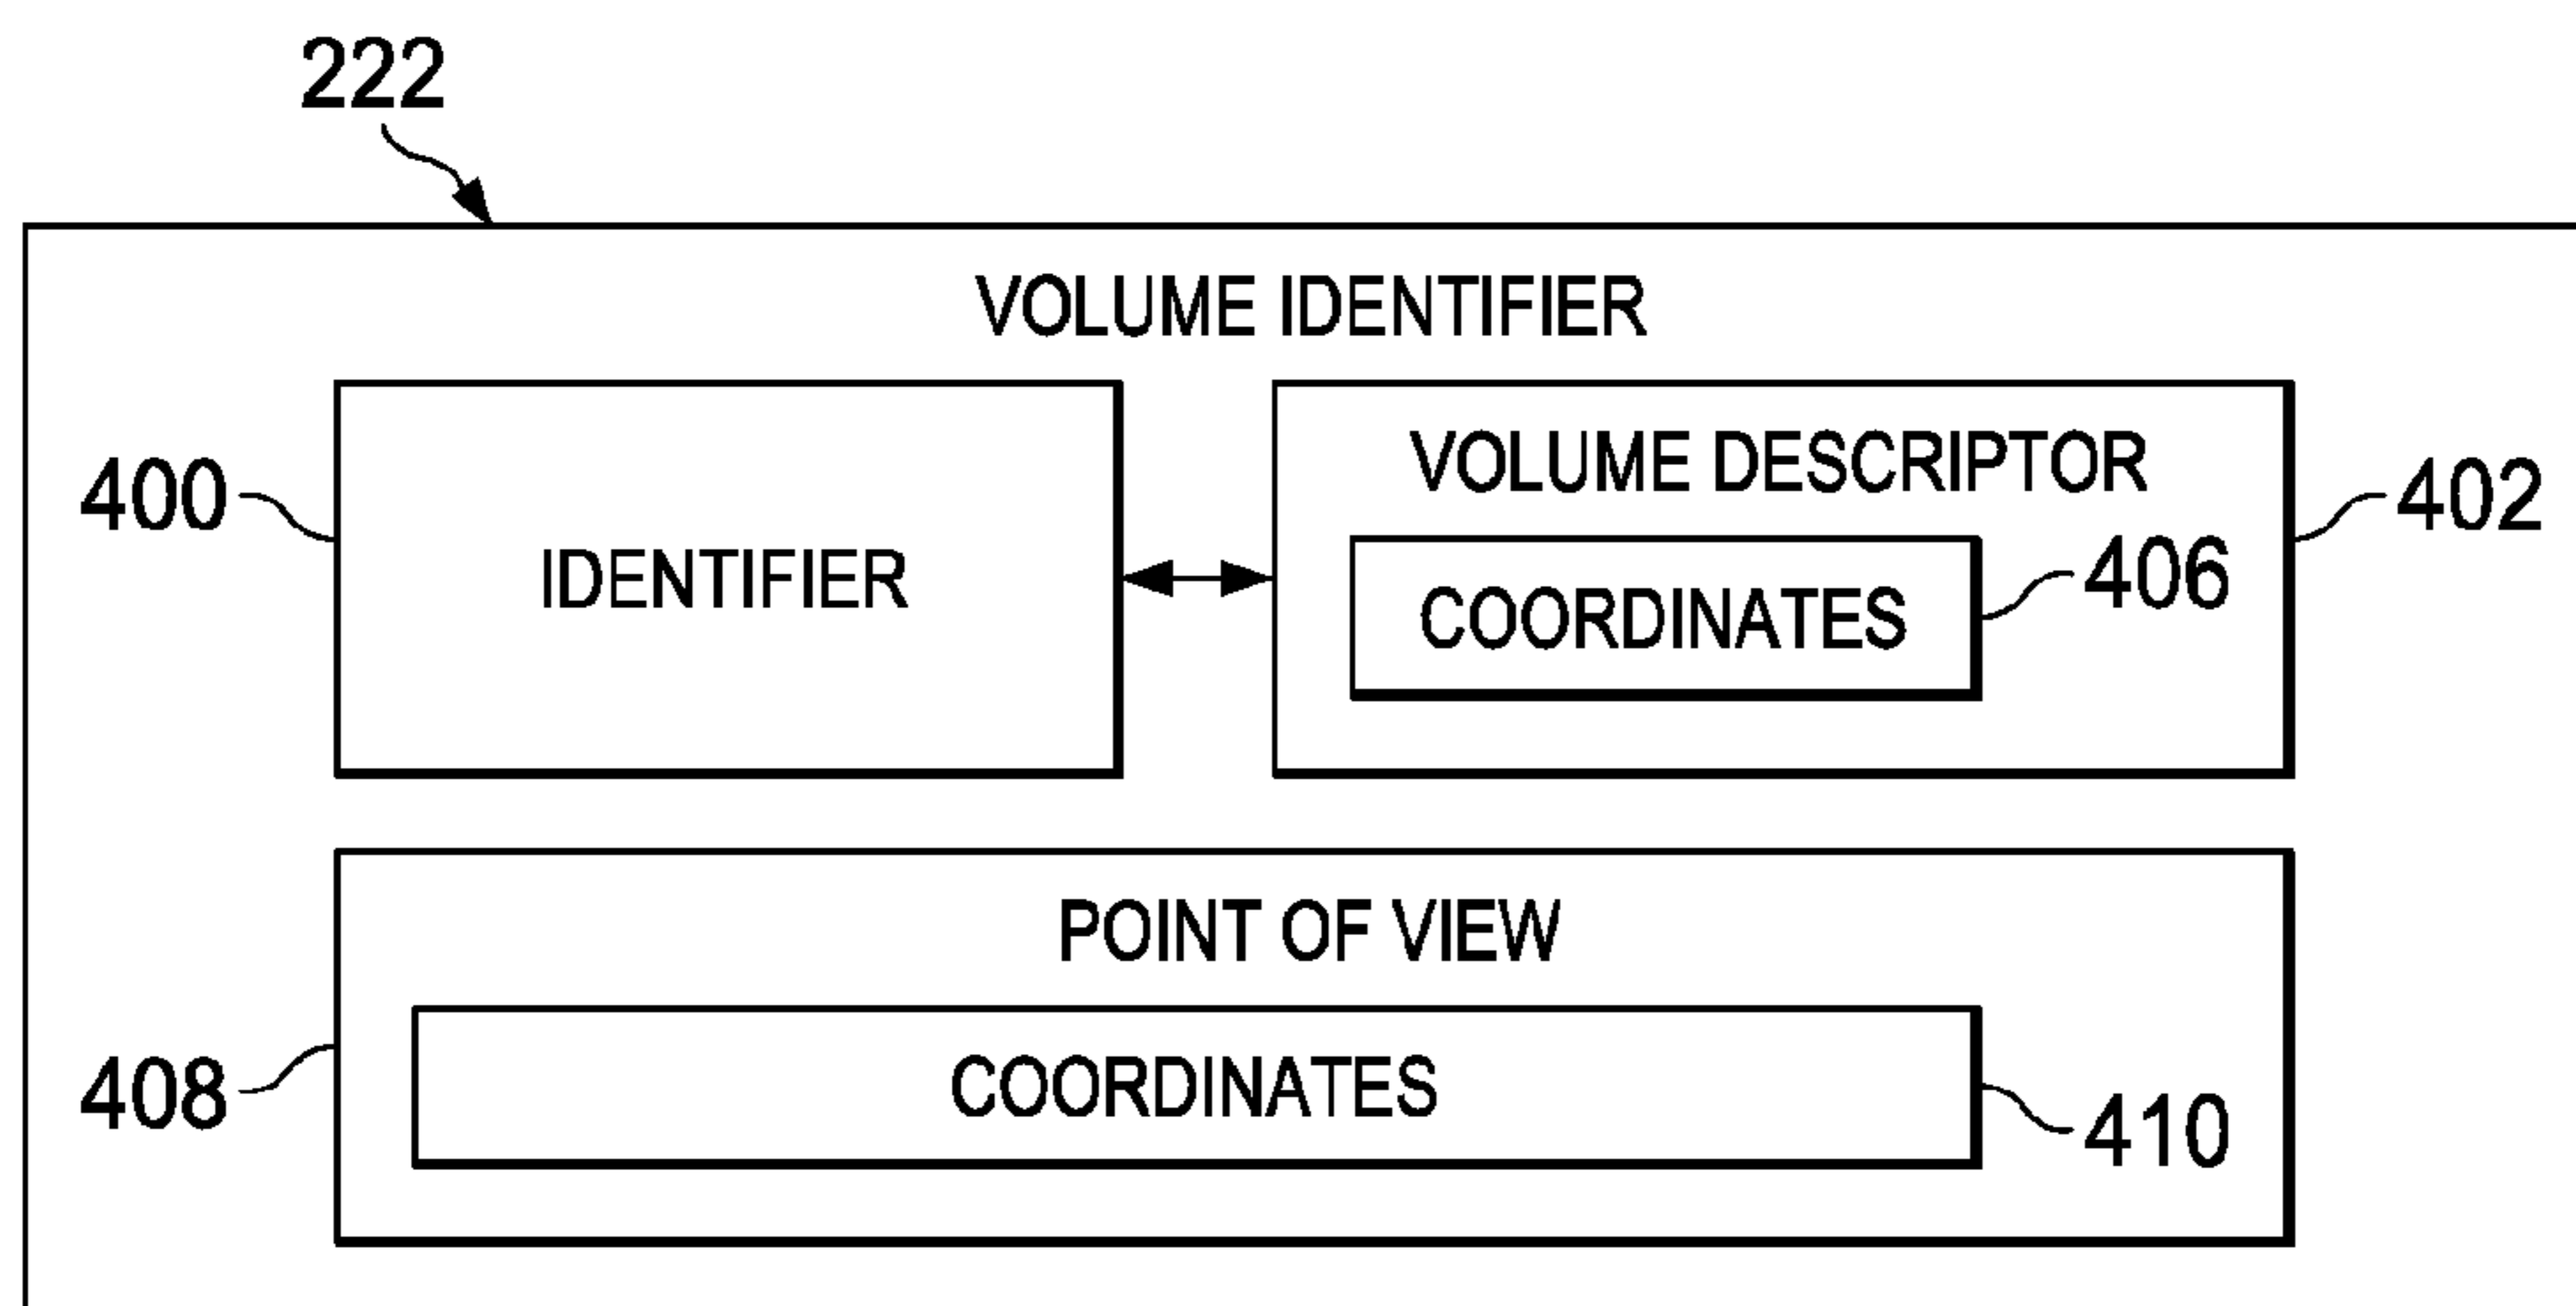 222
VOLUME IDENTIFIER
400
IDENTIFIER
VOLUME DESCRIPTOR
402
COORDINATES
406
POINT OF VIEW
408
COORDINATES
410